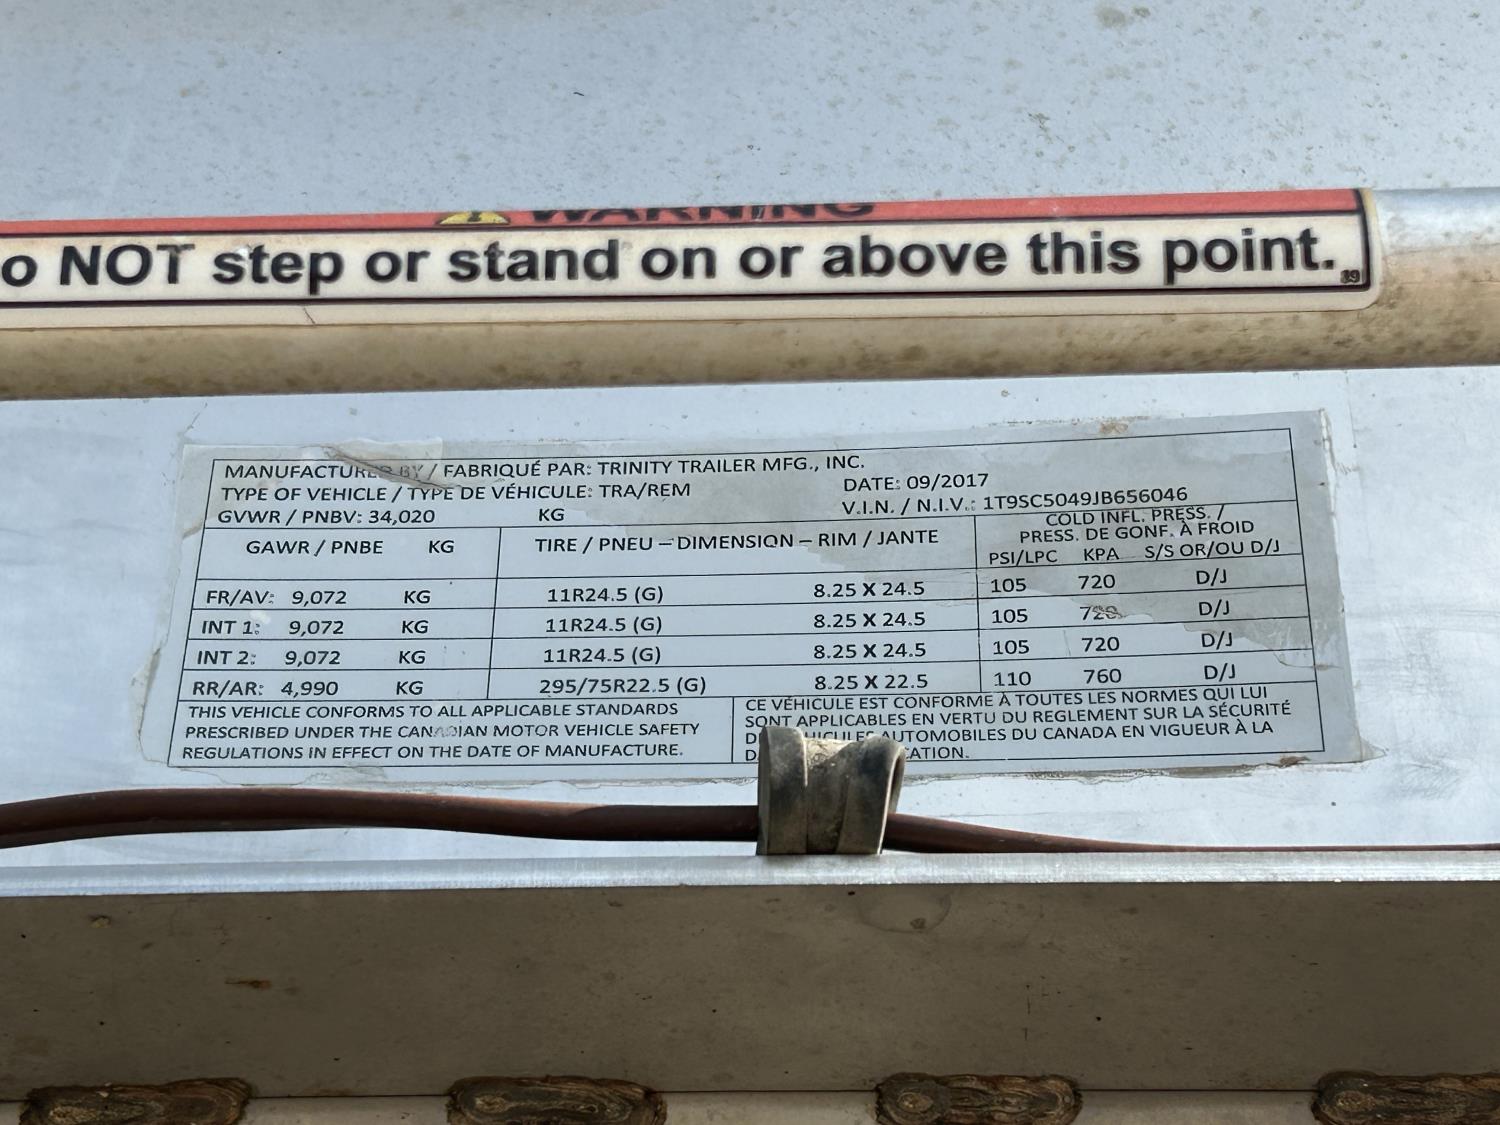 WARNING
o NOT step or stand on or above this point.
39
MANUFACTURED BY / FABRIQUÉ PAR: TRINITY TRAILER MFG., INC.
TYPE OF VEHICLE / TYPE DE VÉHICULE: TRA/REM DATE: 09/2017
GVWR / PNBV: 34,020 KG V.I.N. / N.I.V.: 1T9SC5049JB656046
GAWR / PNBE KG TIRE / PNEU – DIMENSION – RIM / JANTE
COLD INFL. PRESS. /
PRESS. DE GONF. À FROID
PSI/LPC KPA S/S OR/OU D/J
FR/AV: 9,072 KG 11R24.5 (G) 8.25 X 24.5 105 720 D/J
INT 1: 9,072 KG 11R24.5 (G) 8.25 X 24.5 105 720 D/J
INT 2: 9,072 KG 11R24.5 (G) 8.25 X 24.5 105 720 D/J
RR/AR: 4,990 KG 295/75R22.5 (G) 8.25 X 22.5 110 760 D/J
THIS VEHICLE CONFORMS TO ALL APPLICABLE STANDARDS
PRESCRIBED UNDER THE CANADIAN MOTOR VEHICLE SAFETY
REGULATIONS IN EFFECT ON THE DATE OF MANUFACTURE.
CE VÉHICULE EST CONFORME À TOUTES LES NORMES QUI LUI
SONT APPLICABLES EN VERTU DU REGLEMENT SUR LA SÉCURITÉ
HICULES AUTOMOBILES DU CANADA EN VIGUEUR À LA
ATION.